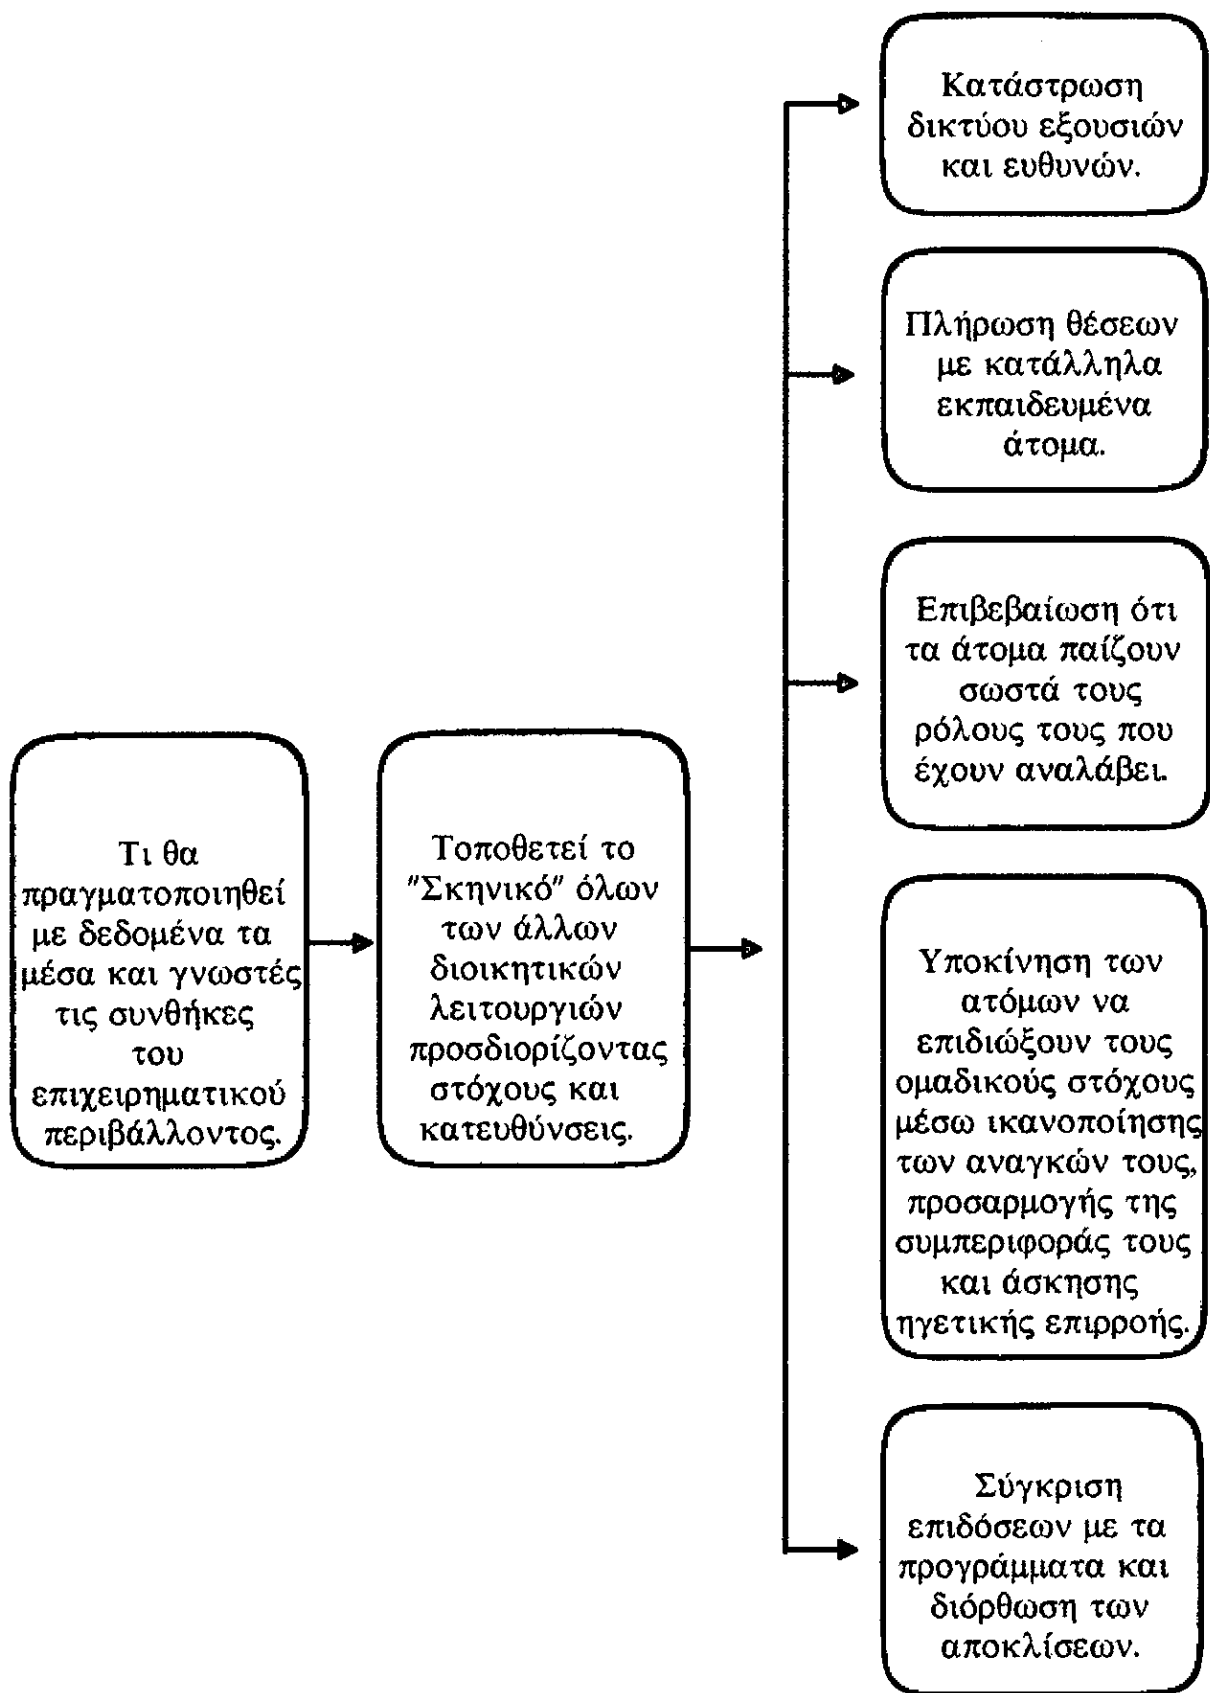 Τι θα
πραγματοποιηθεί
με δεδομένα τα
μέσα και γνωστές
τις συνθήκες
του
επιχειρηματικού
περιβάλλοντος.
Τοποθετεί το
"Σκηνικό" όλων
των άλλων
διοικητικών
λειτουργιών
προσδιορίζοντας
στόχους και
κατευθύνσεις.
Κατάστρωση
δικτύου εξουσιών
και ευθυνών.
Πλήρωση θέσεων
με κατάλληλα
εκπαιδευμένα
άτομα.
Επιβεβαίωση ότι
τα άτομα παίζουν
σωστά τους
ρόλους τους που
έχουν αναλάβει.
Υποκίνηση των
ατόμων να
επιδιώξουν τους
ομαδικούς στόχους
μέσω ικανοποίησης
των αναγκών τους,
προσαρμογής της
συμπεριφοράς τους
και άσκησης
ηγετικής επιρροής.
Σύγκριση
επιδόσεων με τα
προγράμματα και
διόρθωση των
αποκλίσεων.